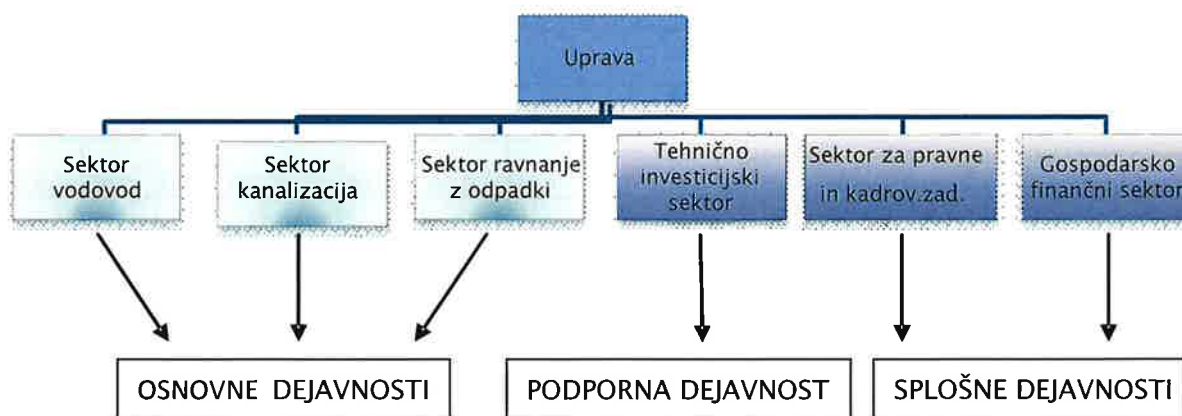 Uprava
Sektor
vodovod
Sektor
kanalizacija
Sektor ravnanje
z odpadki
Tehnično
investicijski
sektor
Sektor za pravne
in kadrov.zad.
Gospodarsko
finančni sektor
OSNOVNE DEJAVNOSTI
PODPORNA DEJAVNOST
SPLOŠNE DEJAVNOSTI